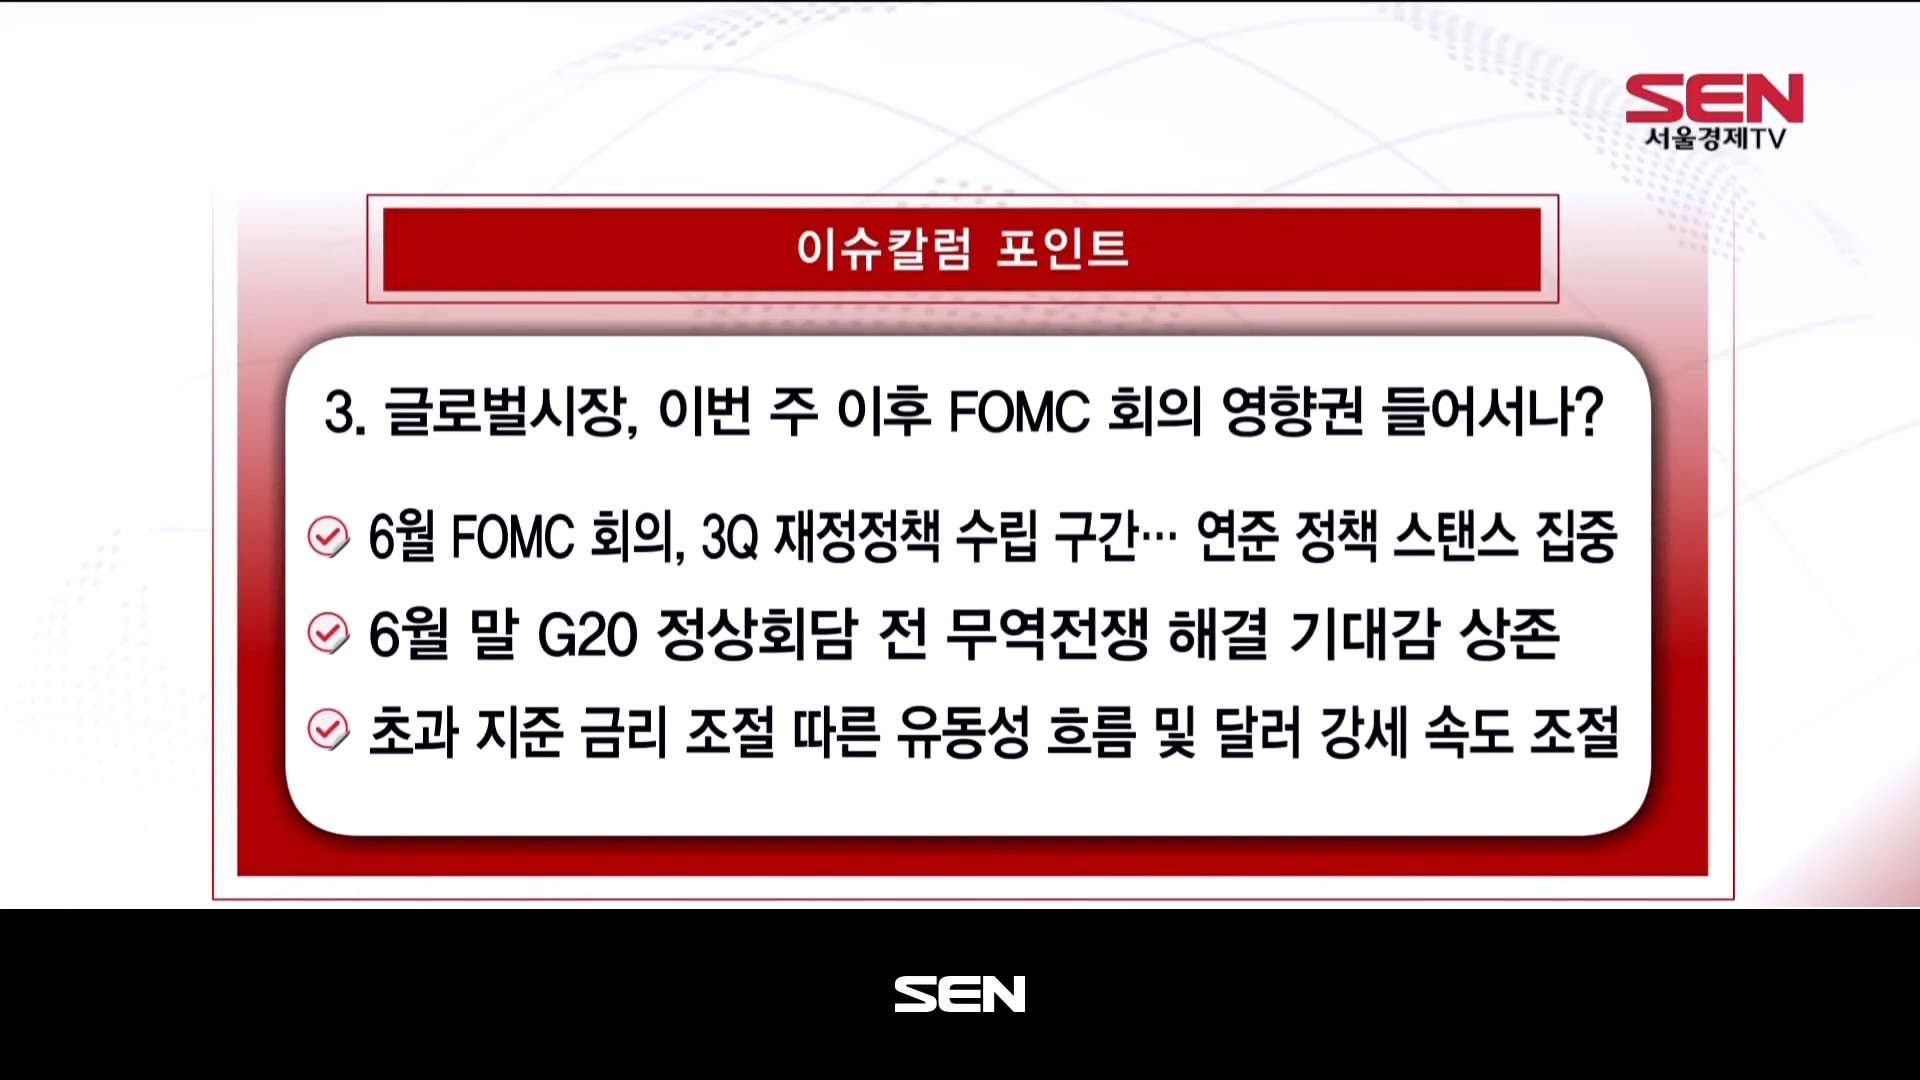 SEN
서울경제TV
이슈칼럼 포인트
3. 글로벌시장, 이번 주 이후 FOMC 회의 영향권 들어서나?
6월 FOMC 회의, 3Q 재정정책 수립 구간… 연준 정책 스탠스 집중
6월 말 G20 정상회담 전 무역전쟁 해결 기대감 상존
초과 지준 금리 조절 따른 유동성 흐름 및 달러 강세 속도 조절
SEN